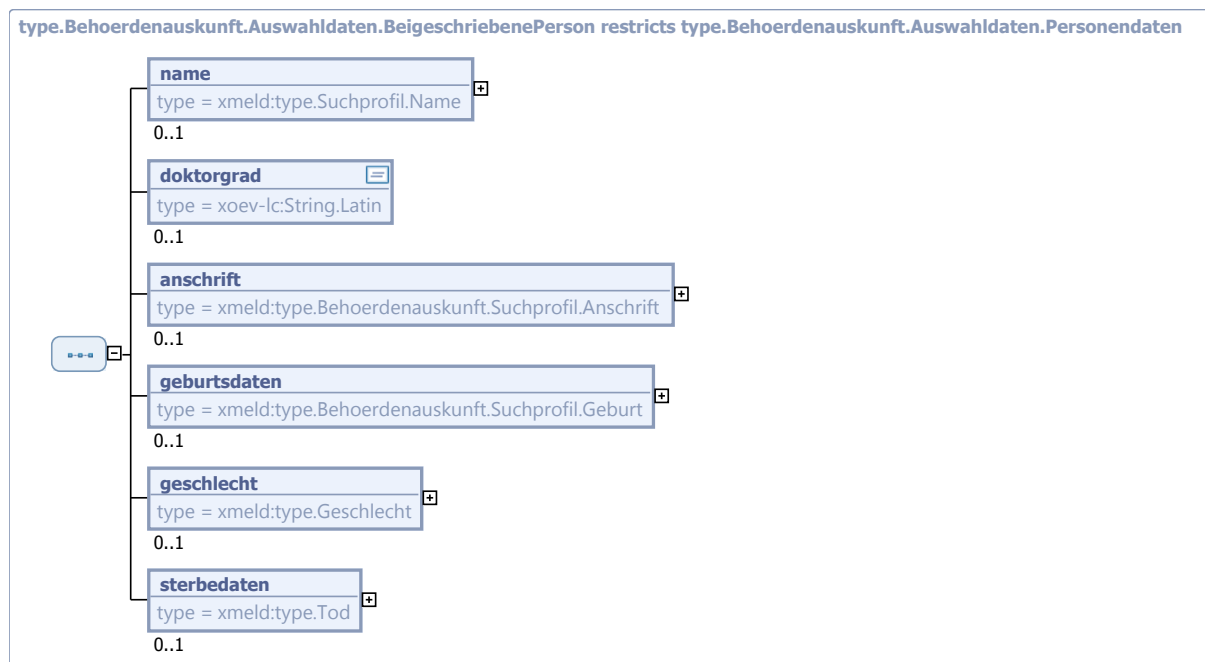 type.Behoerdenauskunft.Auswahldaten.BeigeschriebenePerson restricts type.Behoerdenauskunft.Auswahldaten.Personendaten
name
type = xmeld:type.Suchprofil.Name
0..1
doktorgrad
type = xoev-lc:String.Latin
0..1
anschrift
type = xmeld:type.Behoerdenauskunft.Suchprofil.Anschrift
0..1
geburtsdaten
type = xmeld:type.Behoerdenauskunft.Suchprofil.Geburt
0..1
geschlecht
type = xmeld:type.Geschlecht
0..1
sterbedaten
type = xmeld:type.Tod
0..1